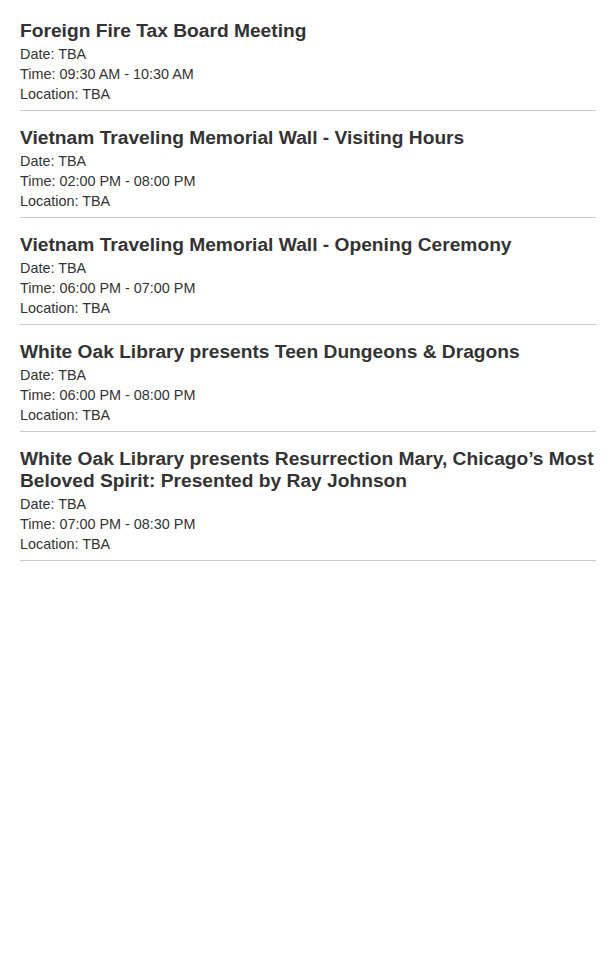 Foreign Fire Tax Board Meeting
Date: TBA
Time: 09:30 AM - 10:30 AM
Location: TBA
Vietnam Traveling Memorial Wall - Visiting Hours
Date: TBA
Time: 02:00 PM - 08:00 PM
Location: TBA
Vietnam Traveling Memorial Wall - Opening Ceremony
Date: TBA
Time: 06:00 PM - 07:00 PM
Location: TBA
White Oak Library presents Teen Dungeons & Dragons
Date: TBA
Time: 06:00 PM - 08:00 PM
Location: TBA
White Oak Library presents Resurrection Mary, Chicago’s Most
Beloved Spirit: Presented by Ray Johnson
Date: TBA
Time: 07:00 PM - 08:30 PM
Location: TBA